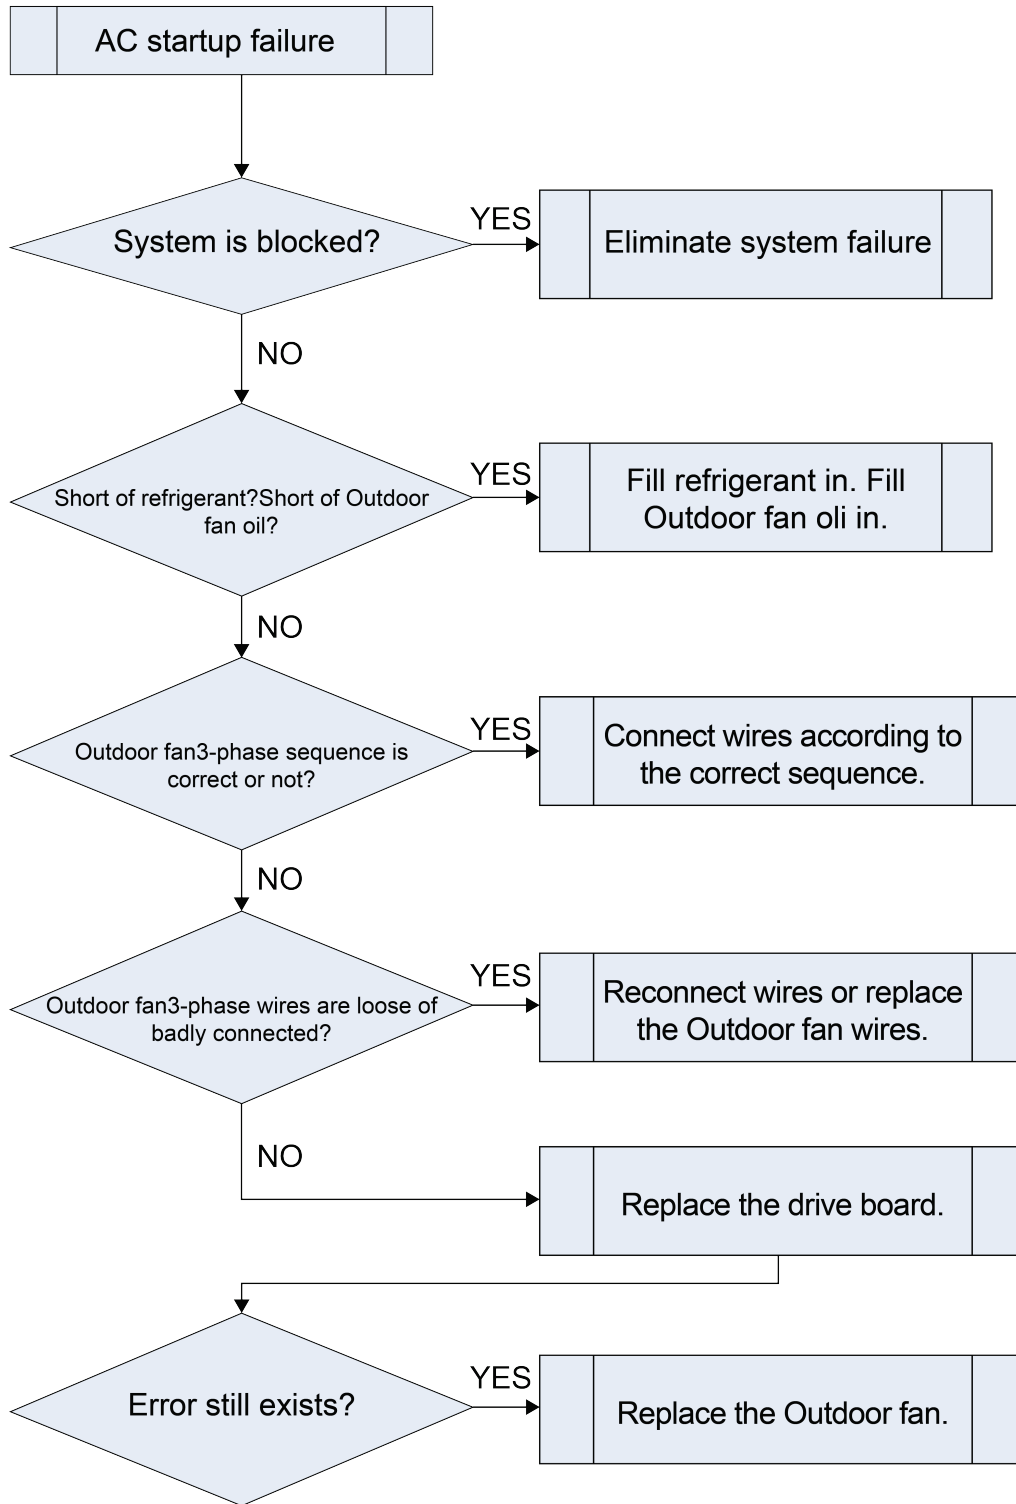 AC startup failure
System is blocked?
YES
Eliminate system failure
NO
Short of refrigerant?Short of Outdoor
fan oil?
YES
Fill refrigerant in. Fill
Outdoor fan oli in.
NO
Outdoor fan3-phase sequence is
correct or not?
YES
Connect wires according to
the correct sequence.
NO
Outdoor fan3-phase wires are loose of
badly connected?
YES
Reconnect wires or replace
the Outdoor fan wires.
NO
Replace the drive board.
Error still exists?
YES
Replace the Outdoor fan.